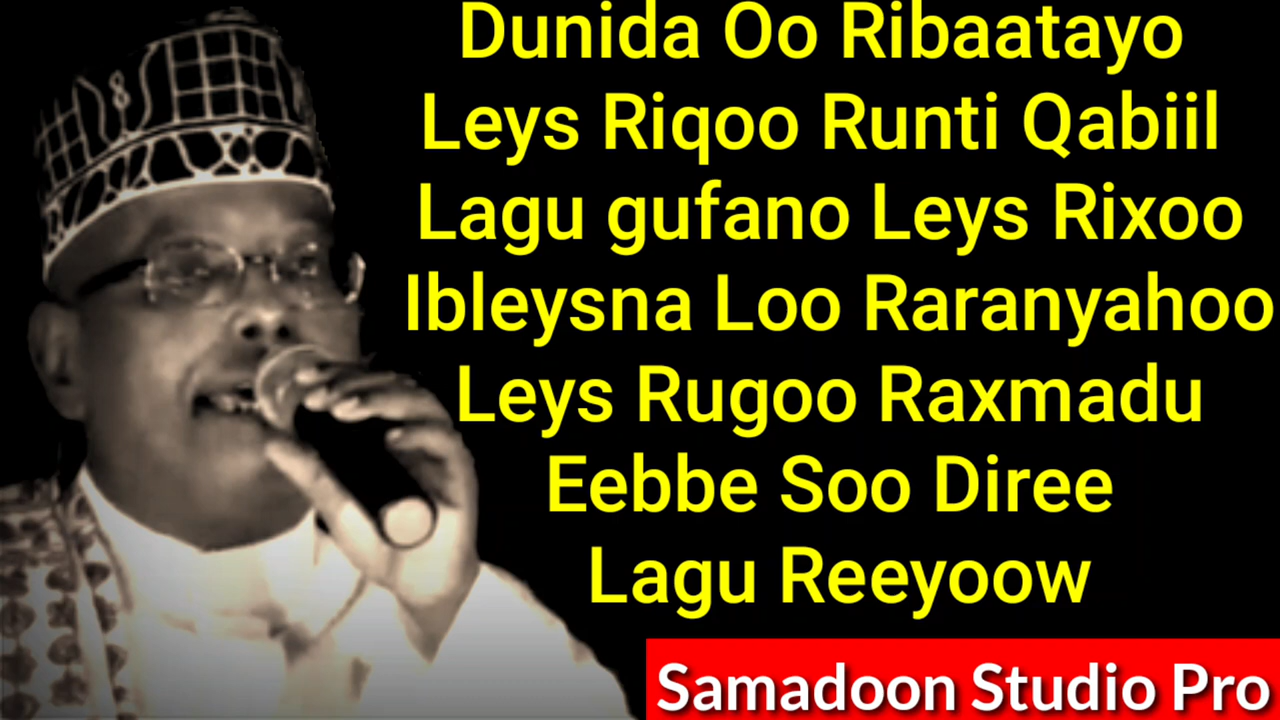 Dunida Oo Ribaatayo
Leys Riqoo Runti Qabiil
Lagu gufano Leys Rixoo
Ibleysna Loo Raranyahoo
Leys Rugoo Raxmadu
Eebbe Soo Diree
Lagu Reeyoow
Samadoon Studio Pro